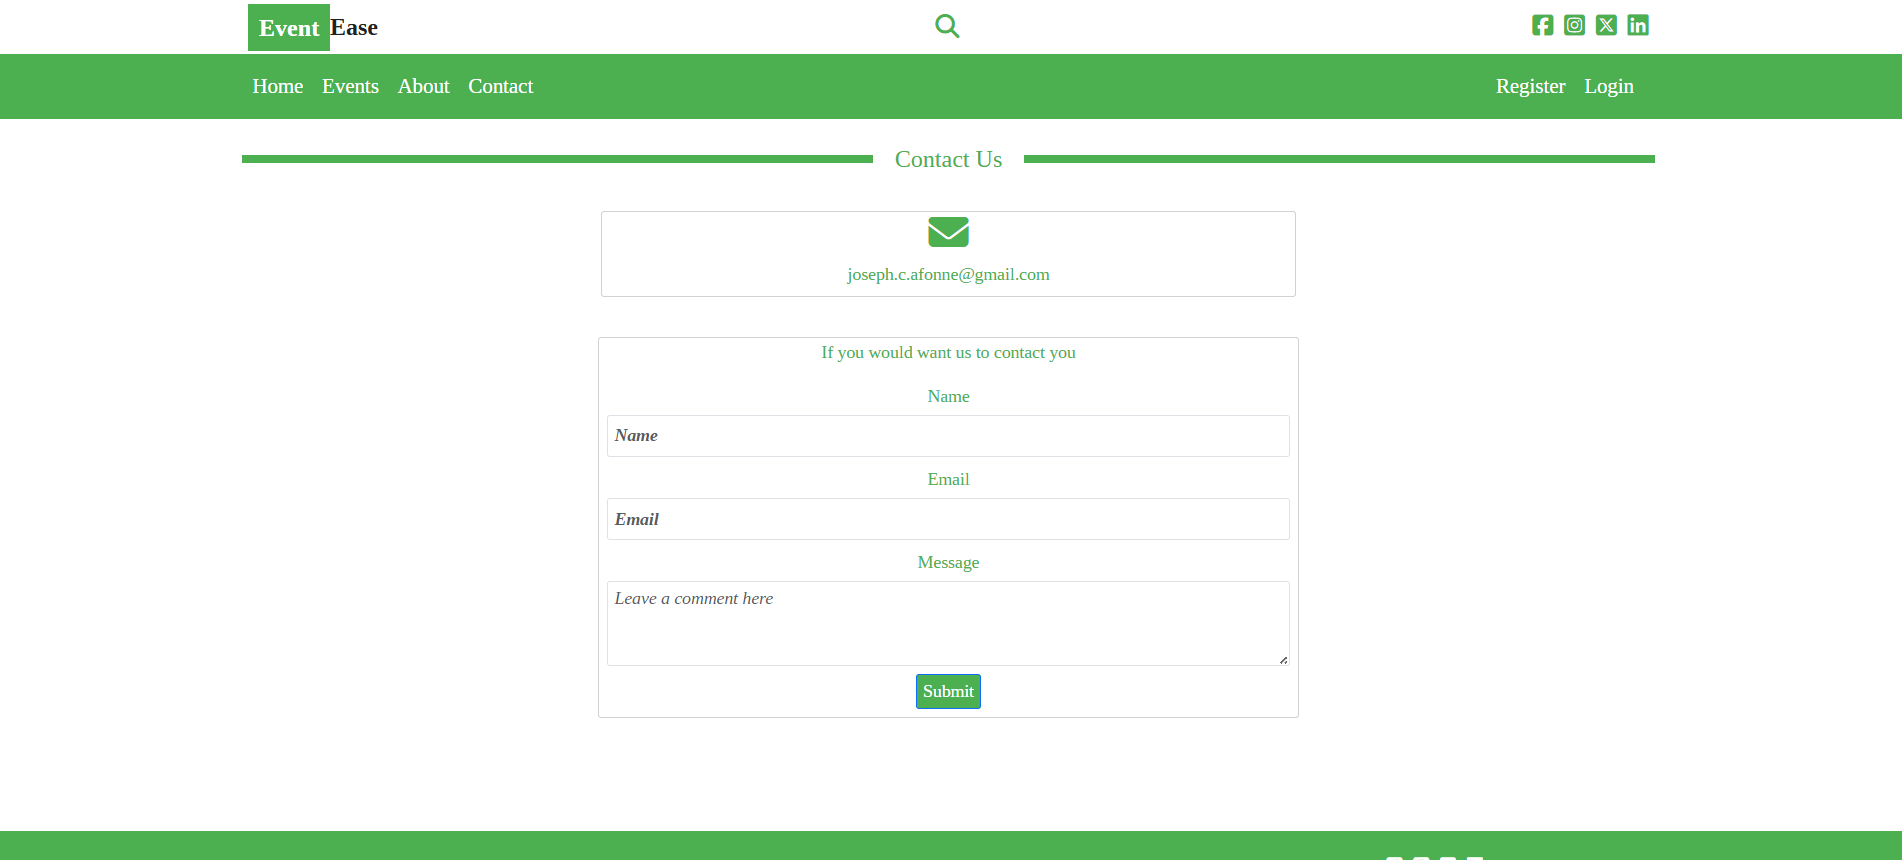 Event Ease
Home Events About Contact Register Login
Contact Us
joseph.c.afonne@gmail.com
If you would want us to contact you
Name
Name
Email
Email
Message
Leave a comment here
Submit